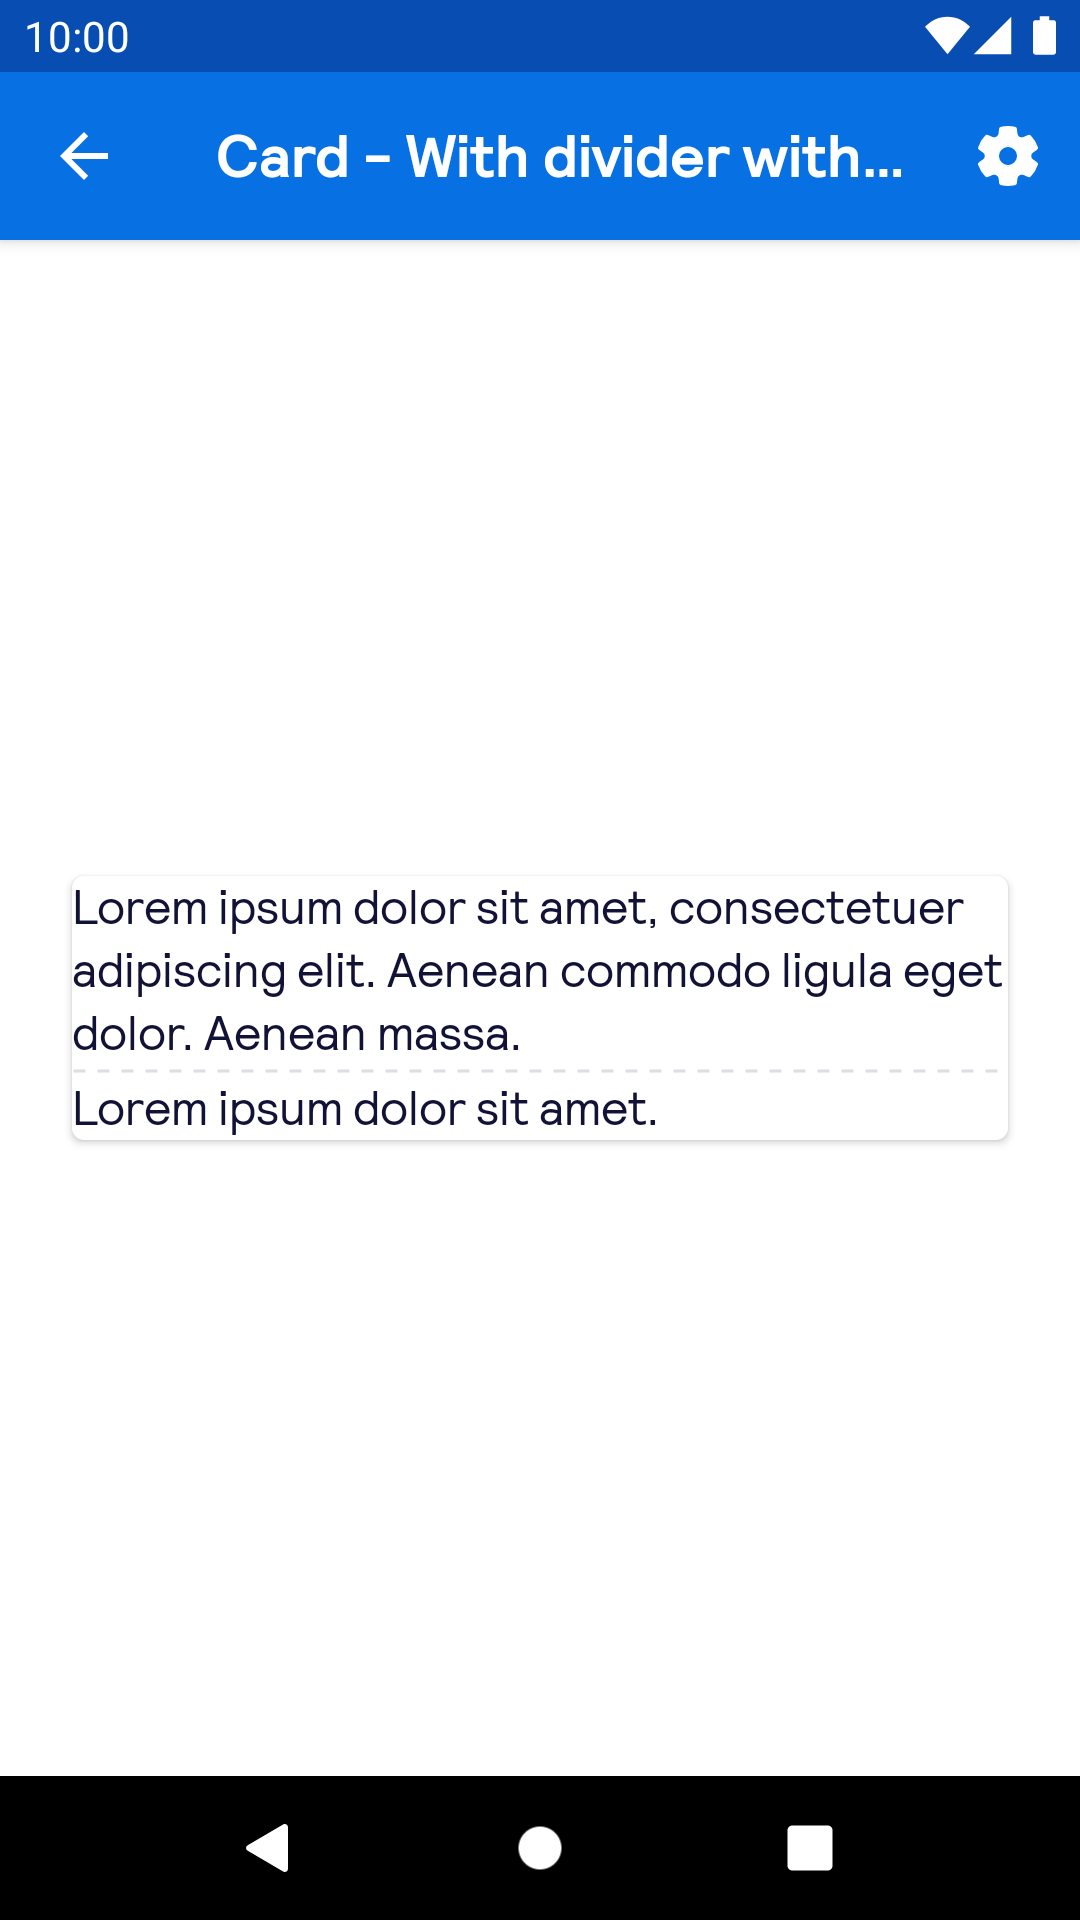 10:00
Card - With divider with...
Lorem ipsum dolor sit amet, consectetuer
adipiscing elit. Aenean commodo ligula eget
dolor. Aenean massa.
Lorem ipsum dolor sit amet.